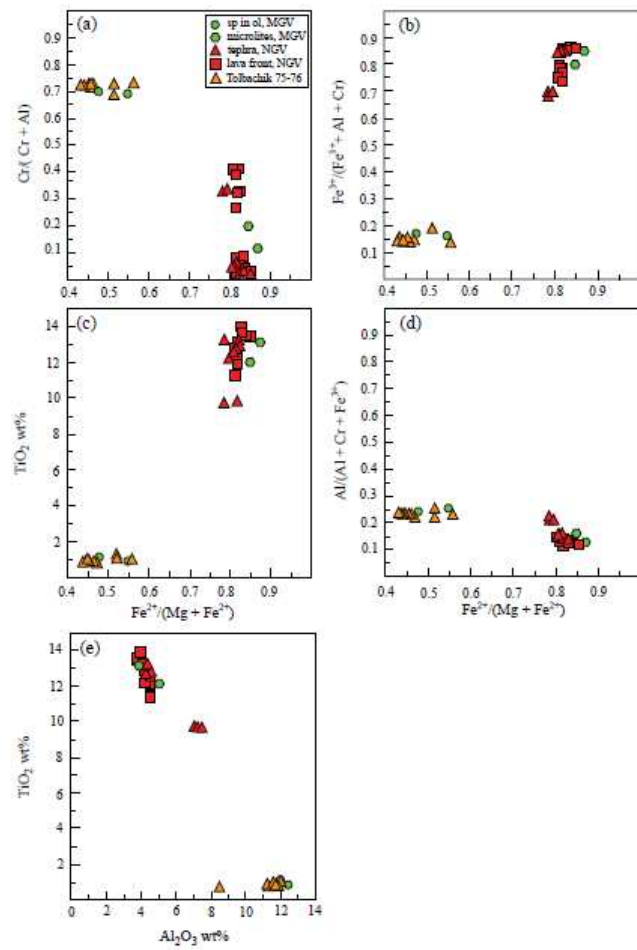 (a)
sp in ol, MGV
microlites, MGV
tephra, NGV
lava front, NGV
Tolbachik 75-76
Cr/( Cr + Al)
0.9
0.8
0.7
0.6
0.5
0.4
0.3
0.2
0.1
0.4 0.5 0.6 0.7 0.8 0.9
(b)
Fe³⁺/(Fe³⁺+ Al + Cr)
0.9
0.8
0.7
0.6
0.5
0.4
0.3
0.2
0.1
0.4 0.5 0.6 0.7 0.8 0.9
(c)
TiO₂ wt%
14
12
10
8
6
4
2
0.4 0.5 0.6 0.7 0.8 0.9
Fe²⁺/(Mg + Fe²⁺)
(d)
Al/(Al + Cr + Fe³⁺)
0.9
0.8
0.7
0.6
0.5
0.4
0.3
0.2
0.1
0.4 0.5 0.6 0.7 0.8 0.9
Fe²⁺/(Mg + Fe²⁺)
(e)
TiO₂ wt%
14
12
10
8
6
4
2
0 2 4 6 8 10 12 14
Al₂O₃ wt%